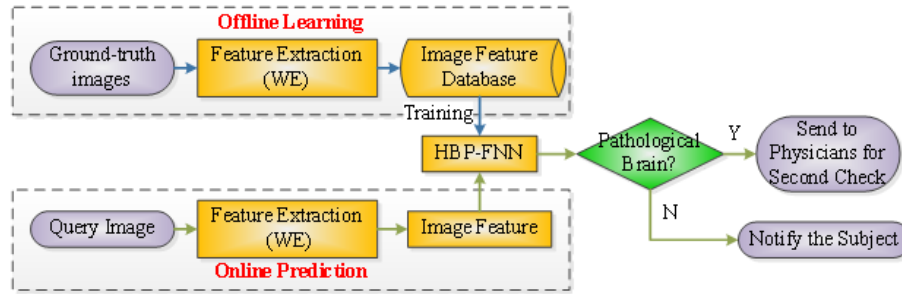 Offline Learning
Ground-truth
images
Feature Extraction
(WE)
Image Feature
Database
Training
HBP-FNN
Pathological
Brain?
Y
Send to
Physicians for
Second Check
N
Notify the Subject
Query Image
Feature Extraction
(WE)
Image Feature
Online Prediction